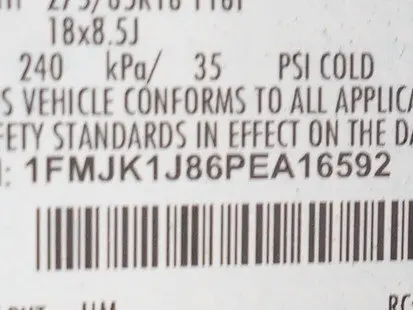 18x8.5J
240 kPa/ 35 PSI COLD
S VEHICLE CONFORMS TO ALL APPLICA
FETY STANDARDS IN EFFECT ON THE DA
: 1FMJK1J86PEA16592